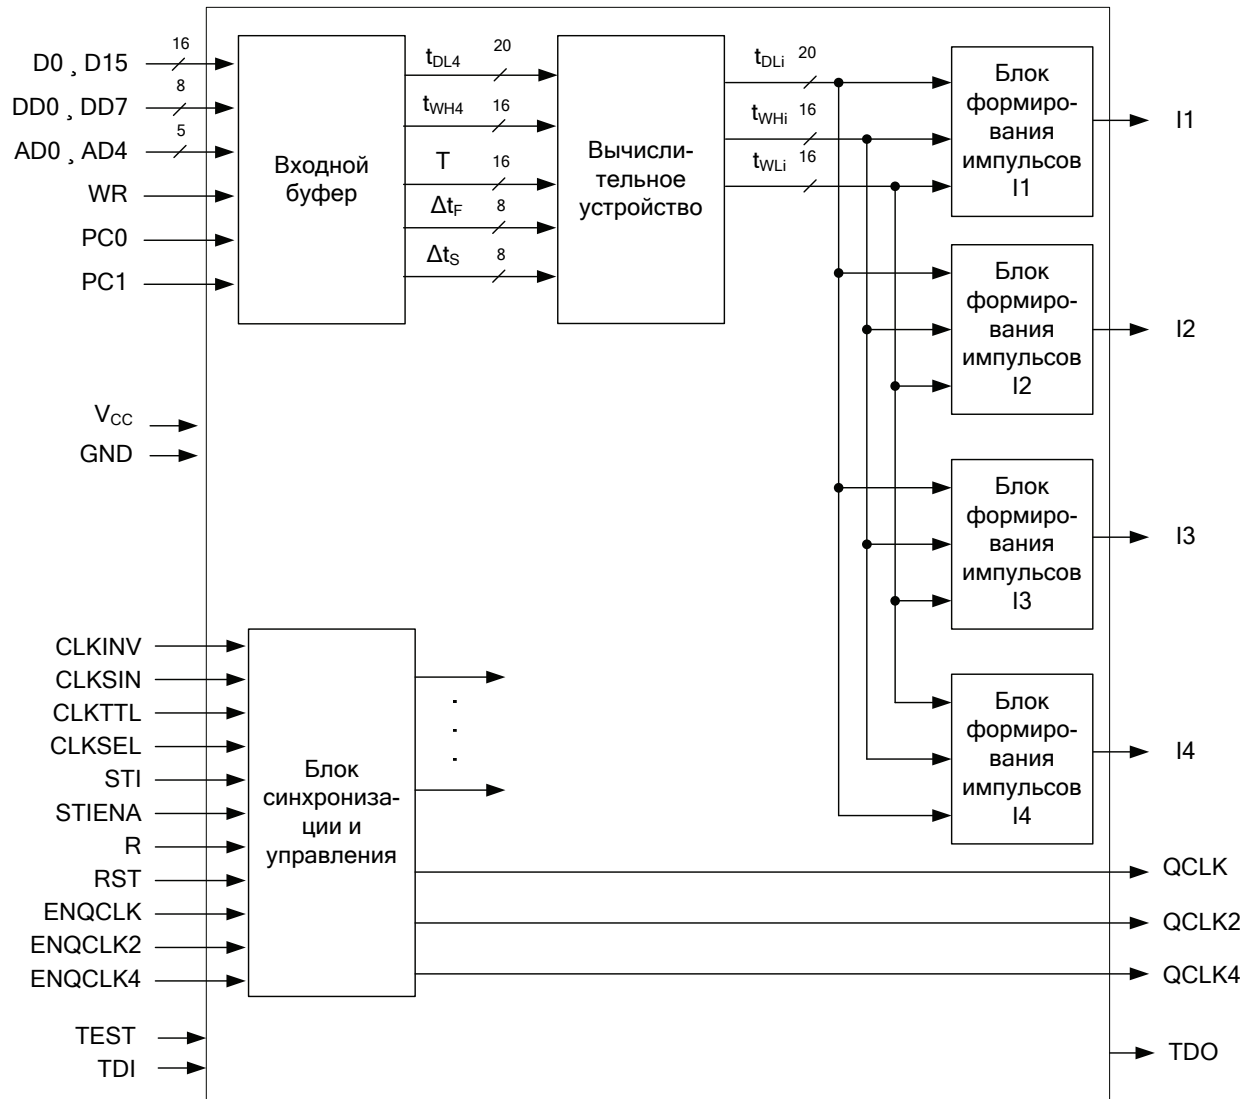 D0 ¸ D15
16
DD0 ¸ DD7
8
AD0 ¸ AD4
5
WR
PC0
PC1
Входной
буфер
tDL4
20
tWH4
16
T
16
ΔtF
8
ΔtS
8
Вычисли-
тельное
устройство
tDLi
20
tWHi
16
tWLi
16
Блок
формиро-
вания
импульсов
I1
I1
Блок
формиро-
вания
импульсов
I2
I2
VCC
GND
Блок
формиро-
вания
импульсов
I3
I3
Блок
формиро-
вания
импульсов
I4
I4
CLKINV
CLKSIN
CLKTTL
CLKSEL
STI
STIENA
R
RST
ENQCLK
ENQCLK2
ENQCLK4
Блок
синхрониза-
ции и
управления
QCLK
QCLK2
QCLK4
TEST
TDI
TDO